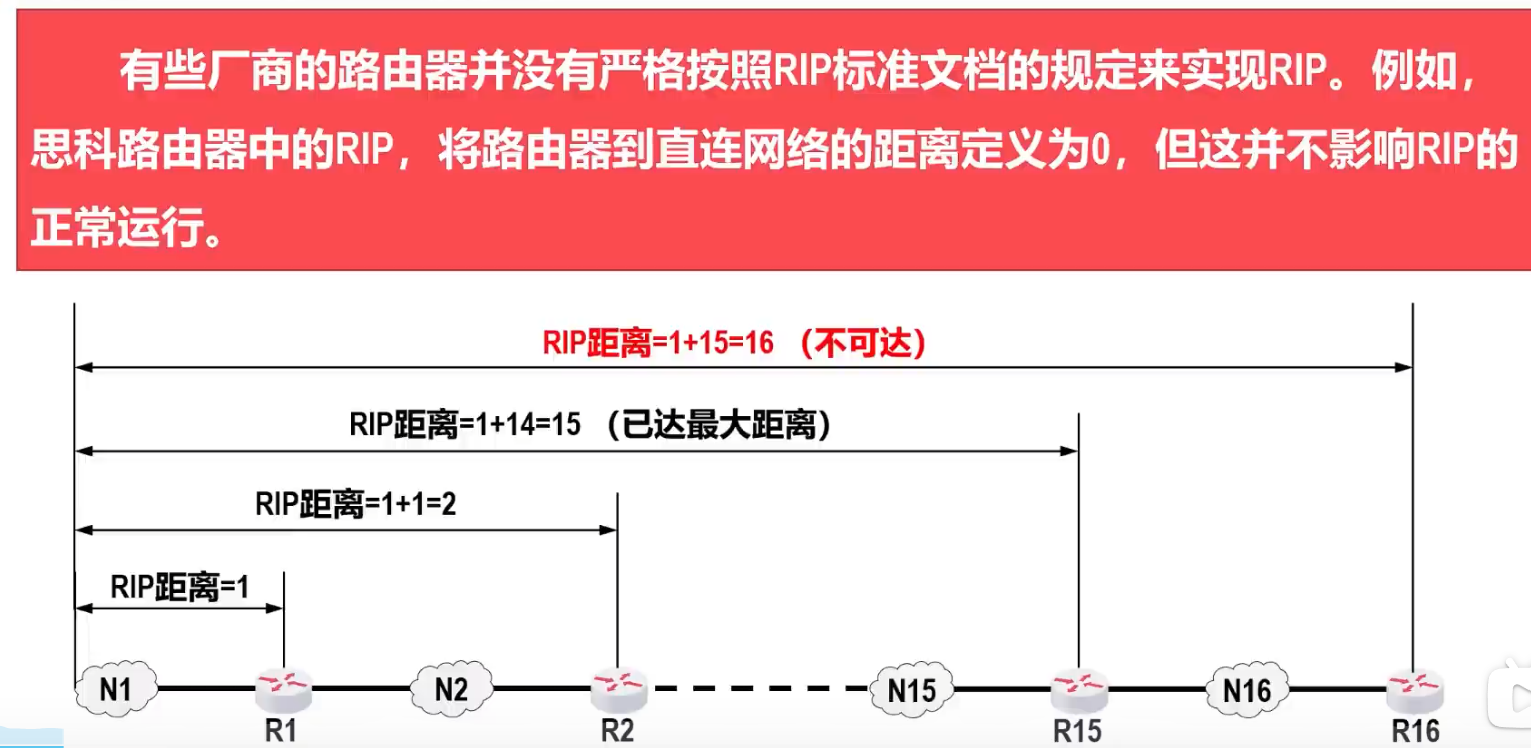 有些厂商的路由器并没有严格按照RIP标准文档的规定来实现RIP。例如，
思科路由器中的RIP，将路由器到直连网络的距离定义为0，但这并不影响RIP的
正常运行。
RIP距离=1+15=16 （不可达）
RIP距离=1+14=15 （已达最大距离）
RIP距离=1+1=2
RIP距离=1
N1
N2
N15
N16
R1
R2
R15
R16